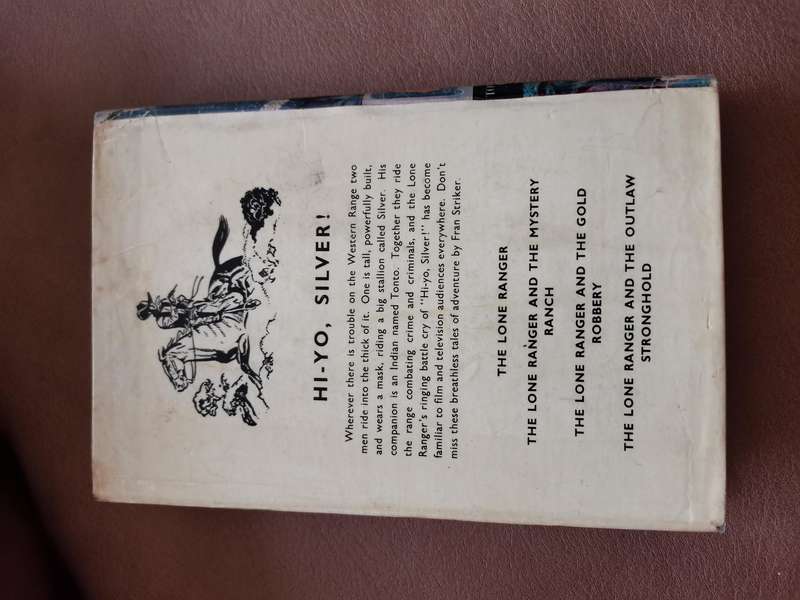 HI-YO, SILVER!
Wherever there is trouble on the Western Range two
men ride into the thick of it. One is tall, powerfully built,
and wears a mask, riding a big stallion called Silver. His
companion is an Indian named Tonto. Together they ride
the range combating crime and criminals, and the Lone
Ranger's ringing battle cry of "Hi-yo, Silver!" has become
familiar to film and television audiences everywhere. Don't
miss these breathless tales of adventure by Fran Striker.
THE LONE RANGER
THE LONE RANGER AND THE MYSTERY
RANCH
THE LONE RANGER AND THE GOLD
ROBBERY
THE LONE RANGER AND THE OUTLAW
STRONGHOLD